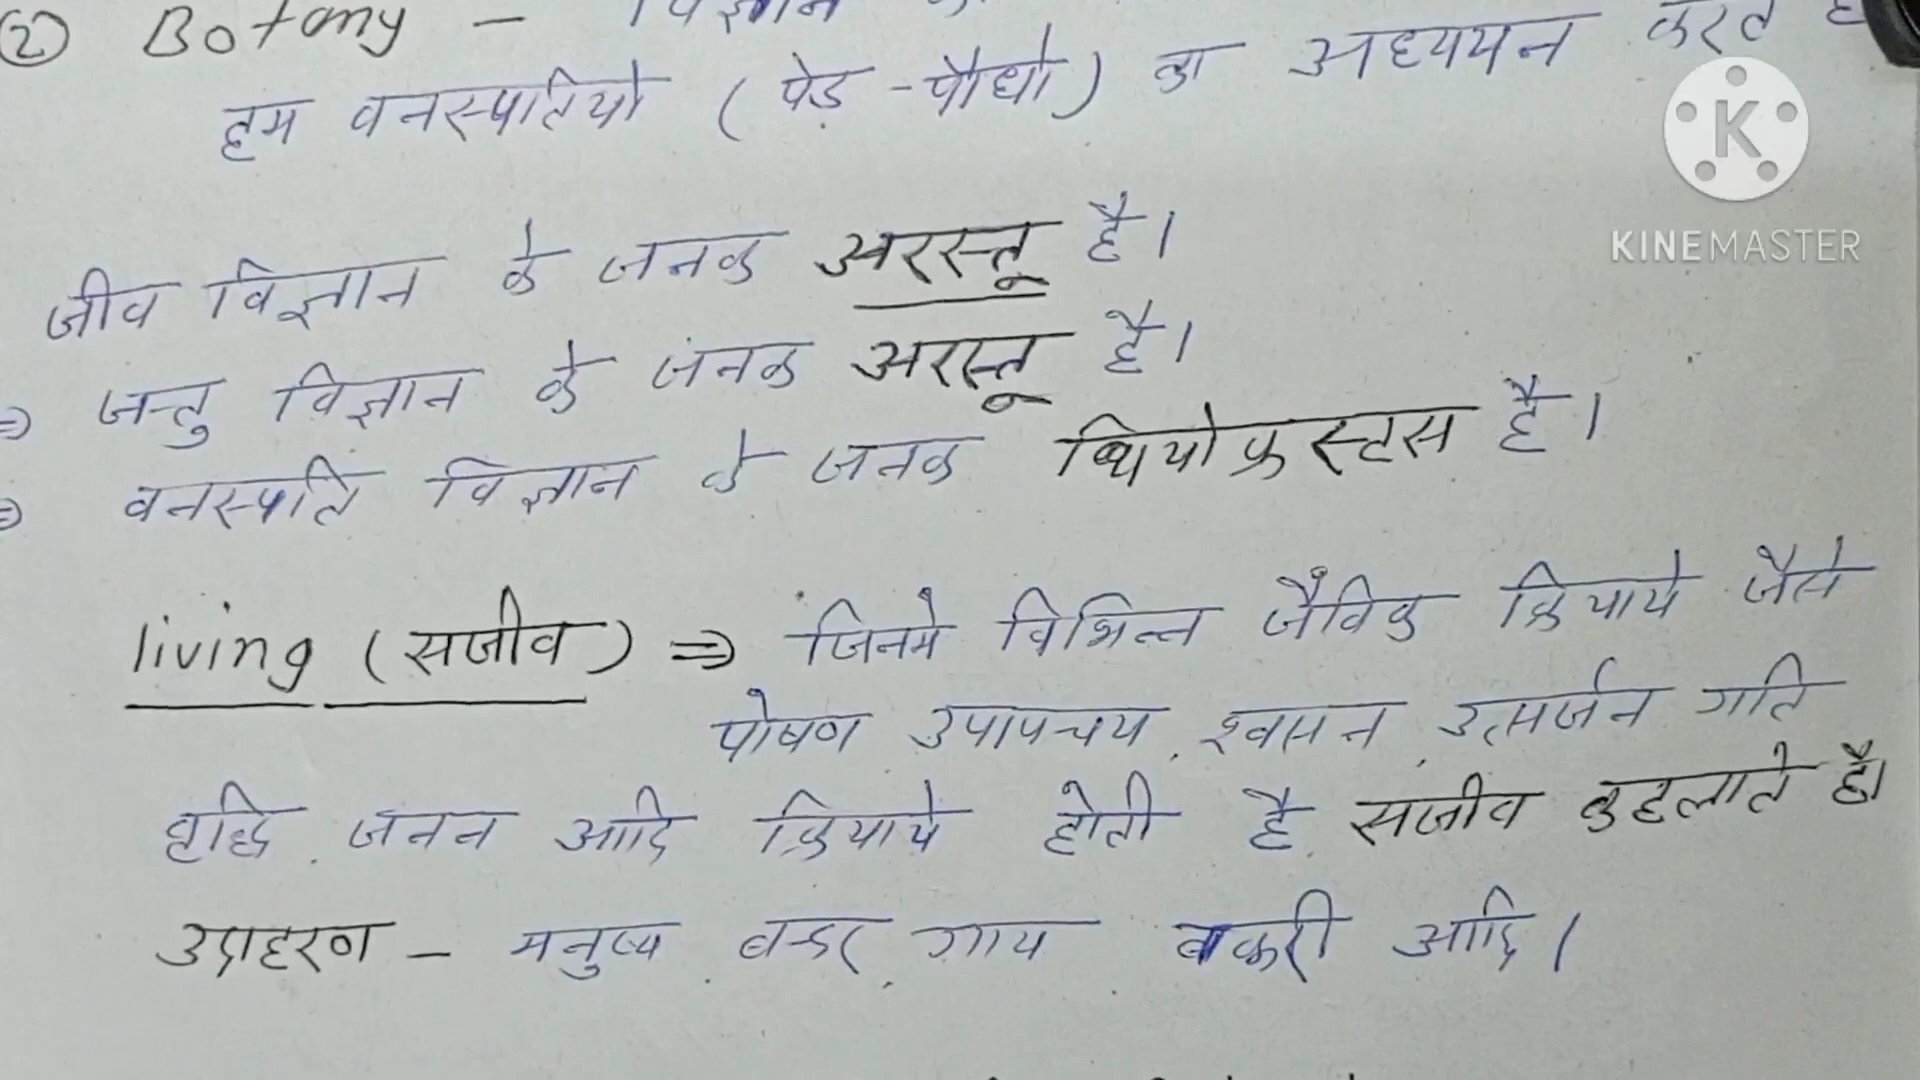 ② Botany - विज्ञान
हम वनस्पतियो (पेड़ -पौधो) का अध्ययन करते है
K
KINEMASTER
जीव विज्ञान के जनक अरस्तू है।
⇒ जन्तु विज्ञान के जनक अरस्तू है।
⇒ वनस्पति विज्ञान के जनक थियोफ्रस्टस है।
living (सजीव) ⇒ जिनमे विभिन्न जैविक क्रियाये जैसे
पोषण उपापचय, श्वसन, उत्सर्जन गति
वृद्धि, जनन आदि क्रियाये होती है सजीव कहलाते है।
उदाहरण - मनुष्य, बन्दर, गाय बकरी आदि।